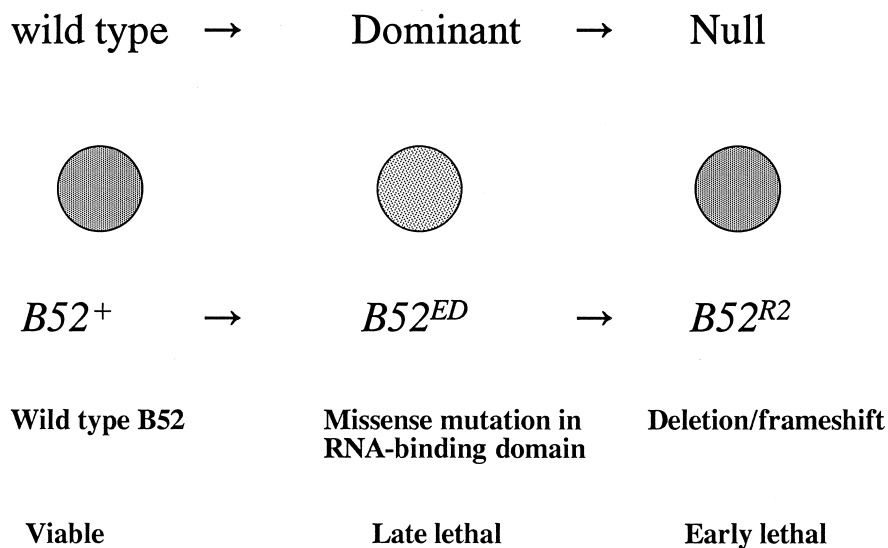 wild type → Dominant → Null
B52+ → B52ED → B52R2
Wild type B52 Missense mutation in RNA-binding domain Deletion/frameshift
Viable Late lethal Early lethal